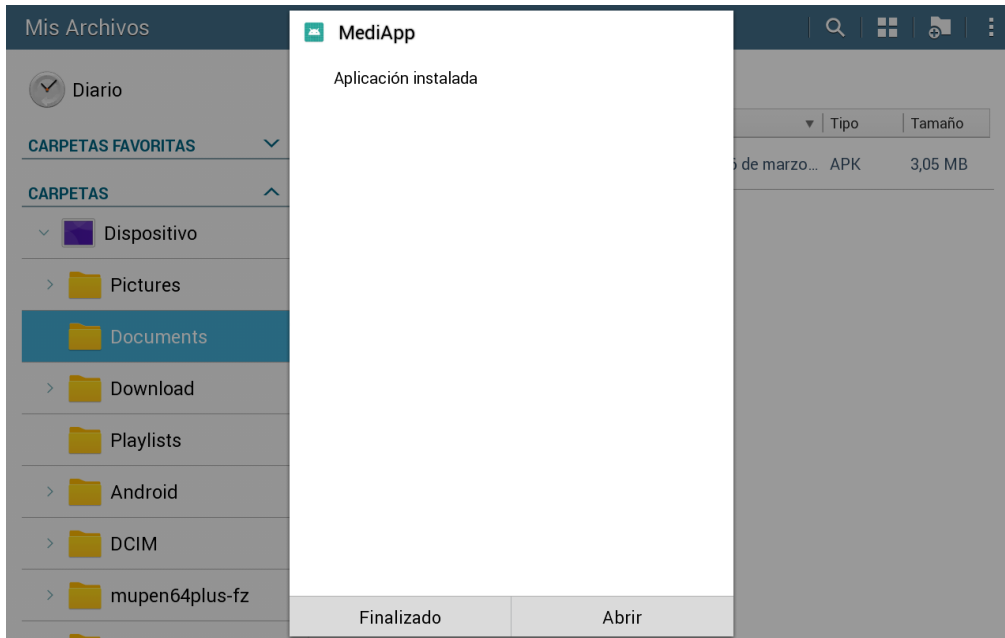 Mis Archivos
MediApp
Aplicación instalada
Diario
Tipo
Tamaño
CARPETAS FAVORITAS
de marzo... APK 3,05 MB
CARPETAS
Dispositivo
Pictures
Documents
Download
Playlists
Android
DCIM
mupen64plus-fz
Finalizado
Abrir